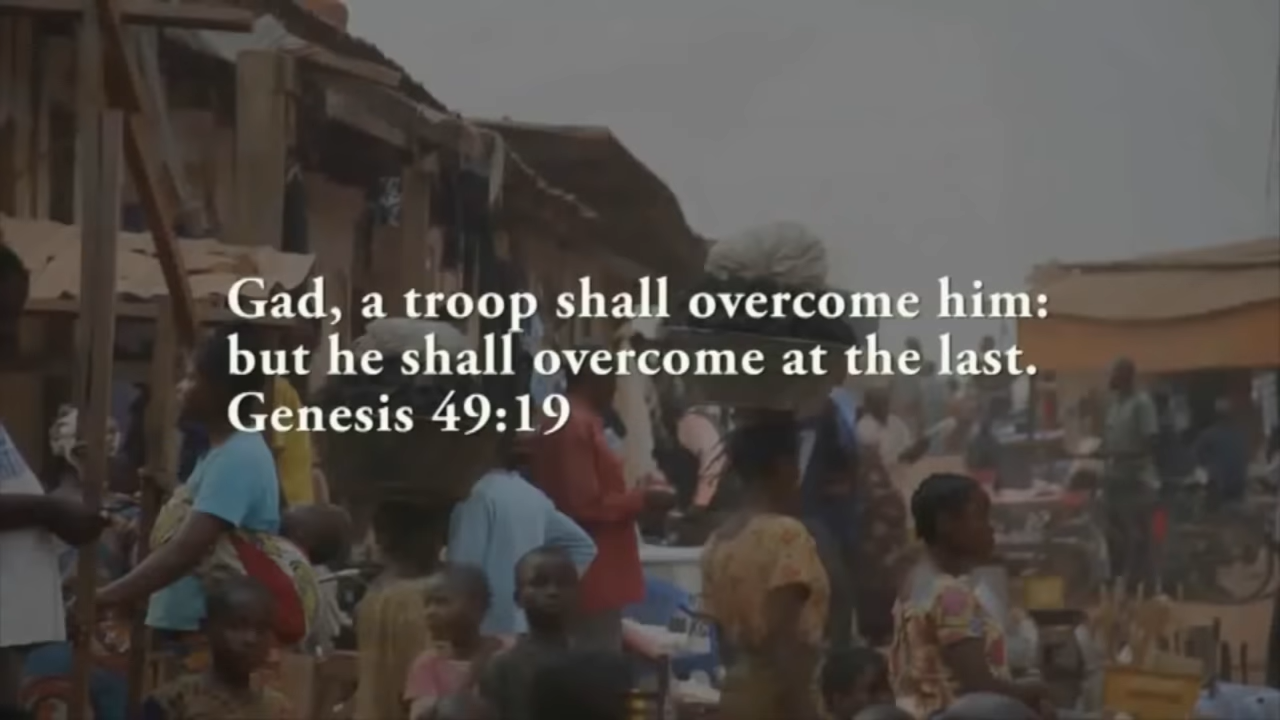 Gad, a troop shall overcome him:
but he shall overcome at the last.
Genesis 49:19